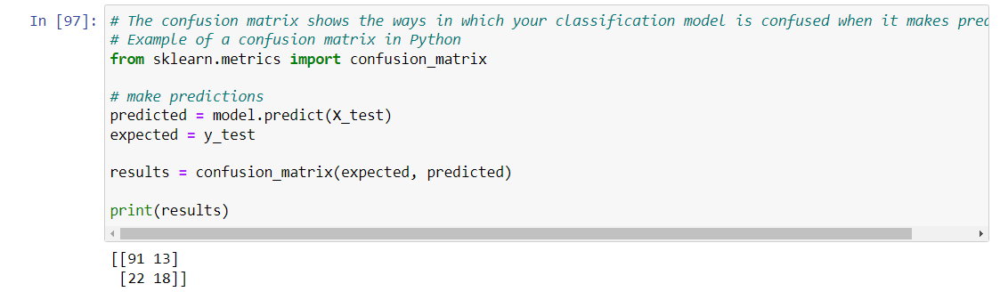 In [97]: # The confusion matrix shows the ways in which your classification model is confused when it makes
# Example of a confusion matrix in Python
from sklearn.metrics import confusion_matrix
# make predictions
predicted = model.predict(X_test)
expected = y_test
results = confusion_matrix(expected, predicted)
print(results)
[[91 13]
[22 18]]